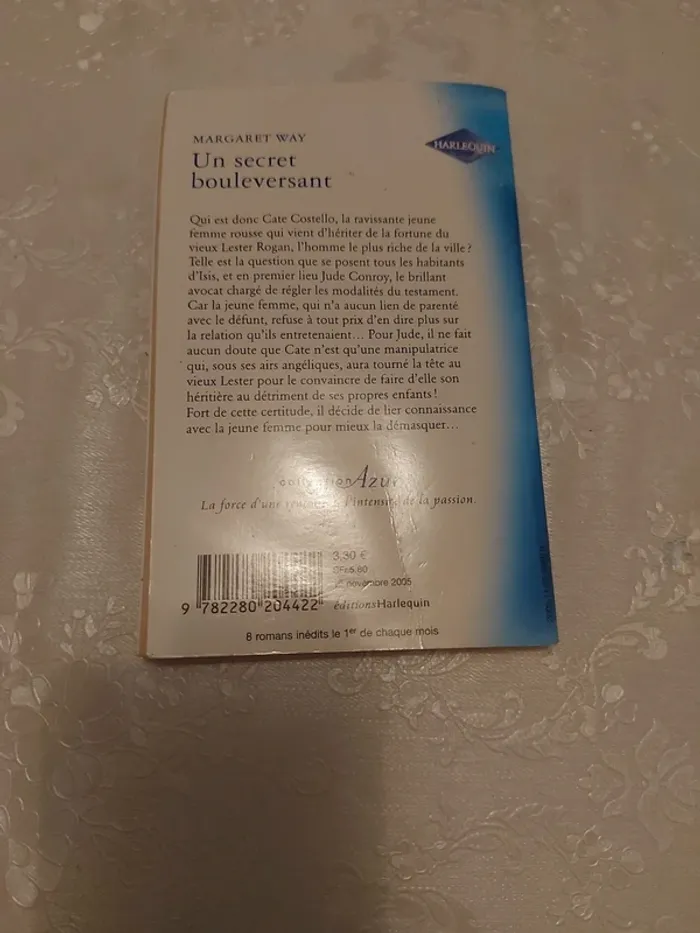 MARGARET WAY
HARLEQUIN
Un secret
bouleversant
Qui est donc Cate Costello, la ravissante jeune
femme rousse qui vient d'hériter de la fortune du
vieux Lester Rogan, l'homme le plus riche de la ville ?
Telle est la question que se posent tous les habitants
d'Isis, et en premier lieu Jude Conroy, le brillant
avocat chargé de régler les modalités du testament.
Car la jeune femme, qui n'a aucun lien de parenté
avec le défunt, refuse à tout prix d'en dire plus sur
la relation qu'ils entretenaient... Pour Jude, il ne fait
aucun doute que Cate n'est qu'une manipulatrice
qui, sous ses airs angéliques, aura tourné la tête au
vieux Lester pour le convaincre de faire d'elle son
héritière au détriment de ses propres enfants !
Fort de cette certitude, il décide de lier connaissance
avec la jeune femme pour mieux la démasquer...
Azur
La force d'une l'intensité de la passion.
3,30 €
novembre 2005
9 782280 204422
éditionsHarlequin
8 romans inédits le 1er de chaque mois